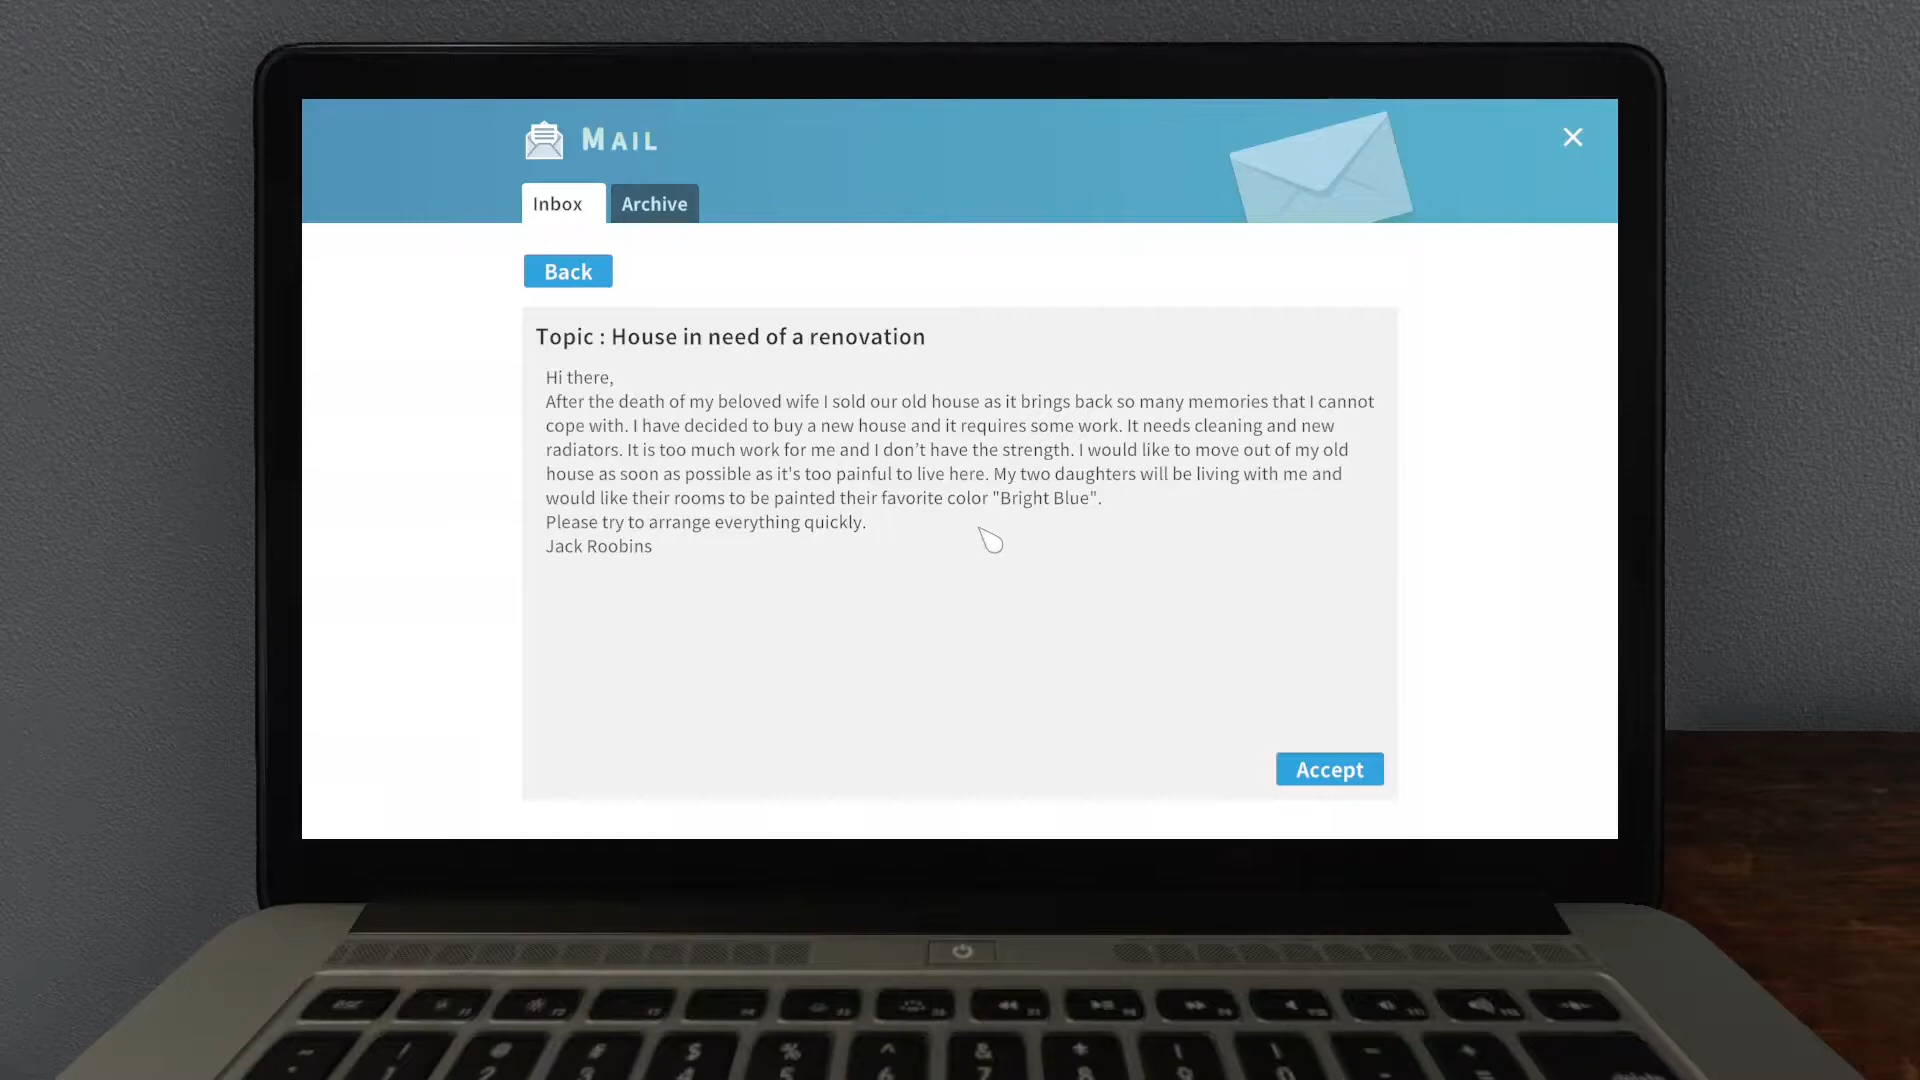 MAIL
Inbox
Archive
Back
Topic : House in need of a renovation
Hi there,
After the death of my beloved wife I sold our old house as it brings back so many memories that I cannot
cope with. I have decided to buy a new house and it requires some work. It needs cleaning and new
radiators. It is too much work for me and I don’t have the strength. I would like to move out of my old
house as soon as possible as it's too painful to live here. My two daughters will be living with me and
would like their rooms to be painted their favorite color "Bright Blue".
Please try to arrange everything quickly.
Jack Roobins
Accept